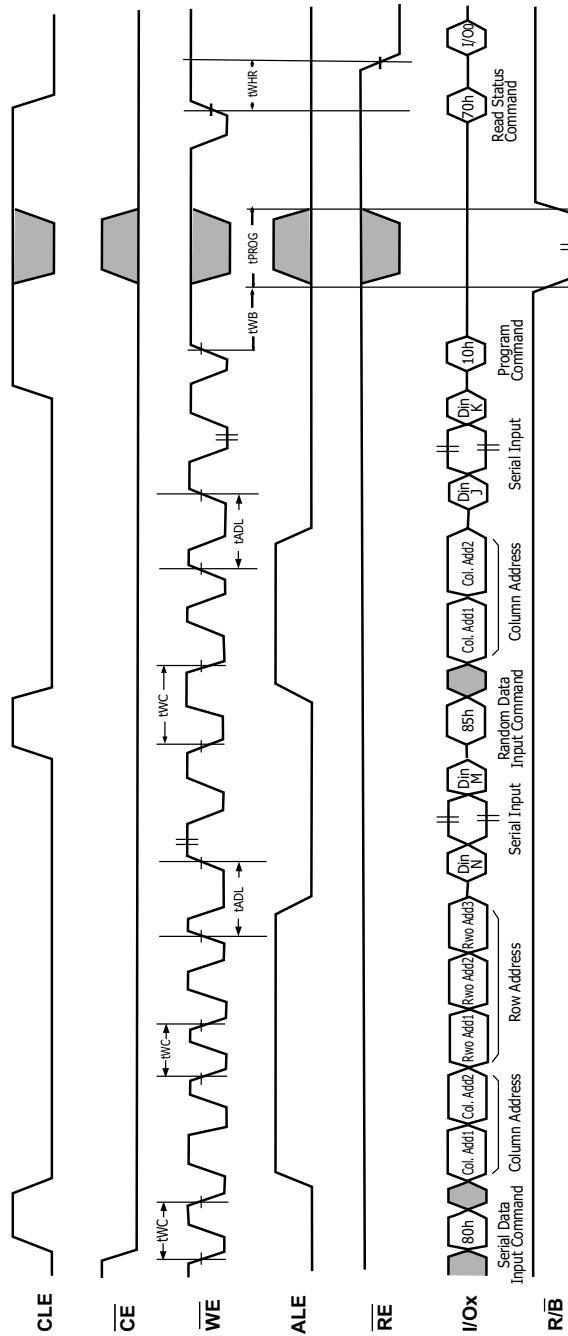 CLE
CE
WE
tWC
tWC
tADL
tWC
tADL
tWB
tPROG
tWHR
ALE
RE
I/Ox
80h
Col. Add1
Col. Add2
Rwo Add1
Rwo Add2
Rwo Add3
Din
N
Din
M
85h
Col. Add1
Col. Add2
Din
J
Din
K
10h
70h
I/O0
Serial Data
Input Command
Column Address
Row Address
Serial Input
Random Data
Input Command
Column Address
Serial Input
Program
Command
Read Status
Command
R/B